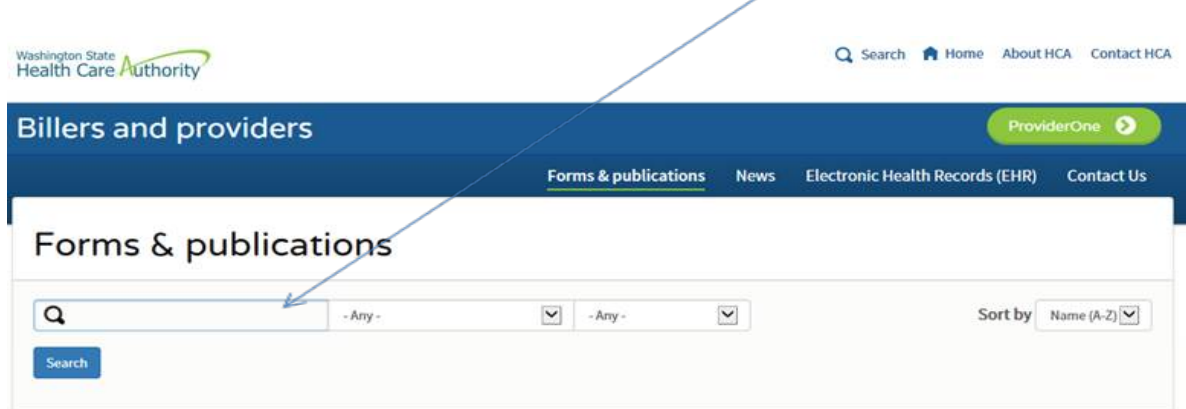 Washington State
Health Care Authority
Search Home About HCA Contact HCA
Billers and providers
ProviderOne
Forms & publications News Electronic Health Records (EHR) Contact Us
Forms & publications
- Any - - Any - Sort by Name (A-Z)
Search